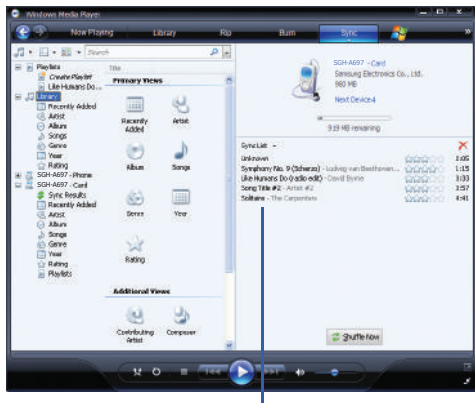 Windows Media Player
Now Playing
Library
Rip
Burn
Sync
Search
Playlists
Create Playlist
Like Humans Do...
Library
Recently Added
Artist
Album
Songs
Genre
Year
Rating
SGH-A697 - Phone
SGH-A697 - Card
Sync Results
Recently Added
Artist
Album
Songs
Genre
Year
Rating
Playlists
Title
Primary Views
Recently Added
Artist
Album
Songs
Genre
Year
Rating
Additional Views
Contributing Artist
Composer
SGH-A697 - Card
Samsung Electronics Co., Ltd.
980 MB
Next Device
919 MB remaining
Sync List
Unknown 2:05
Symphony No. 9 (Scherzo) - Ludwig van Beethoven... 1:15
Like Humans Do (radio edit) - David Byrne 3:33
Song Title #2 - Artist #2 3:57
Solitaire - The Carpenters 4:41
Shuffle Now